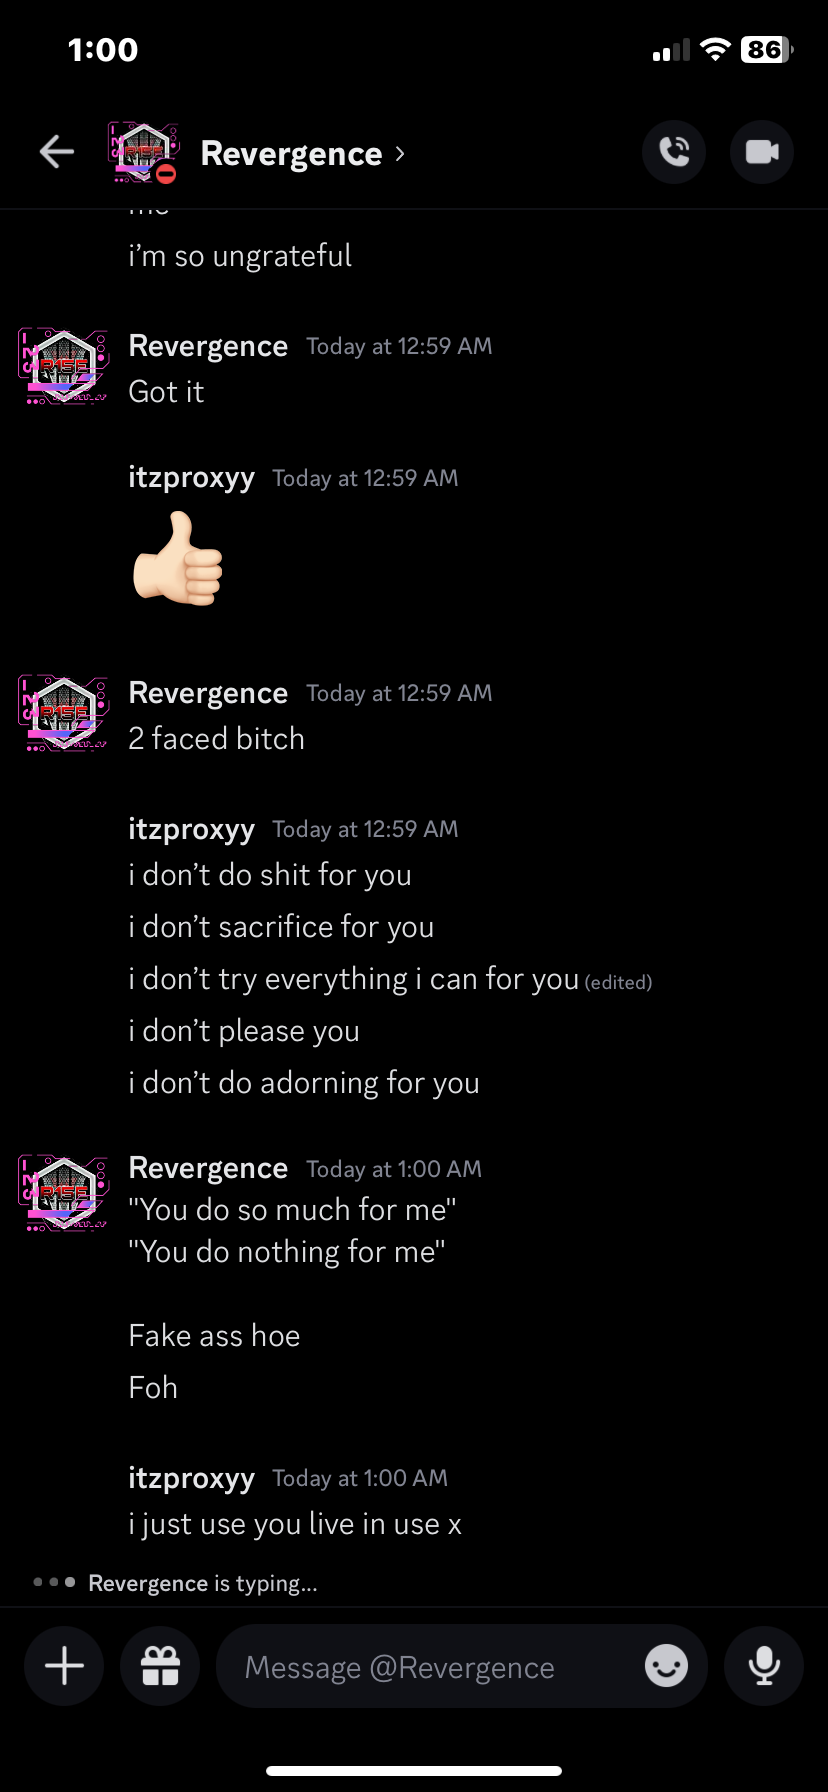 1:00
86
Revergence
me
i'm so ungrateful
Revergence Today at 12:59 AM
Got it
itzproxyy Today at 12:59 AM
Revergence Today at 12:59 AM
2 faced bitch
itzproxyy Today at 12:59 AM
i don't do shit for you
i don't sacrifice for you
i don't try everything i can for you (edited)
i don't please you
i don't do adorning for you
Revergence Today at 1:00 AM
"You do so much for me"
"You do nothing for me"
Fake ass hoe
Foh
itzproxyy Today at 1:00 AM
i just use you live in use x
Revergence is typing...
Message @Revergence